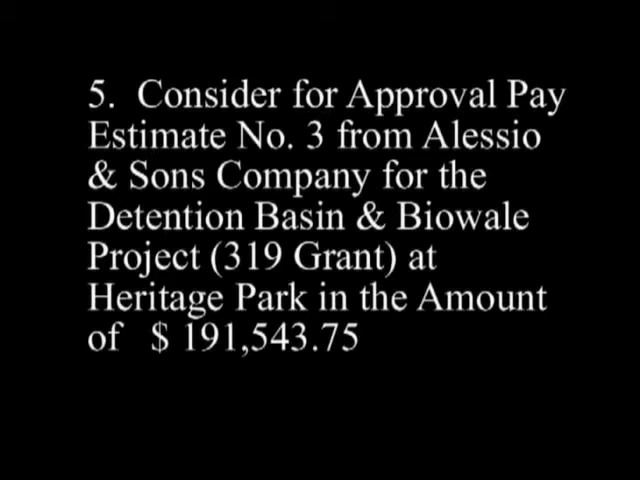 5.  Consider for Approval Pay
Estimate No. 3 from Alessio
& Sons Company for the
Detention Basin & Biowale
Project (319 Grant) at
Heritage Park in the Amount
of   $ 191,543.75